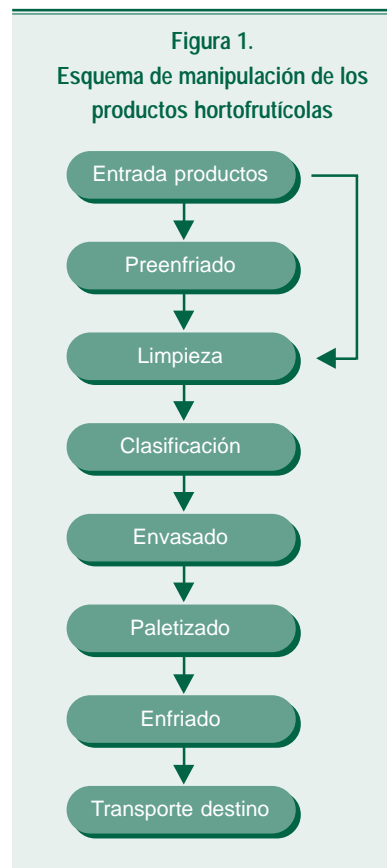 Figura 1.
Esquema de manipulación de los
productos hortofrutícolas
Entrada productos
Preenfriado
Limpieza
Clasificación
Envasado
Paletizado
Enfriado
Transporte destino